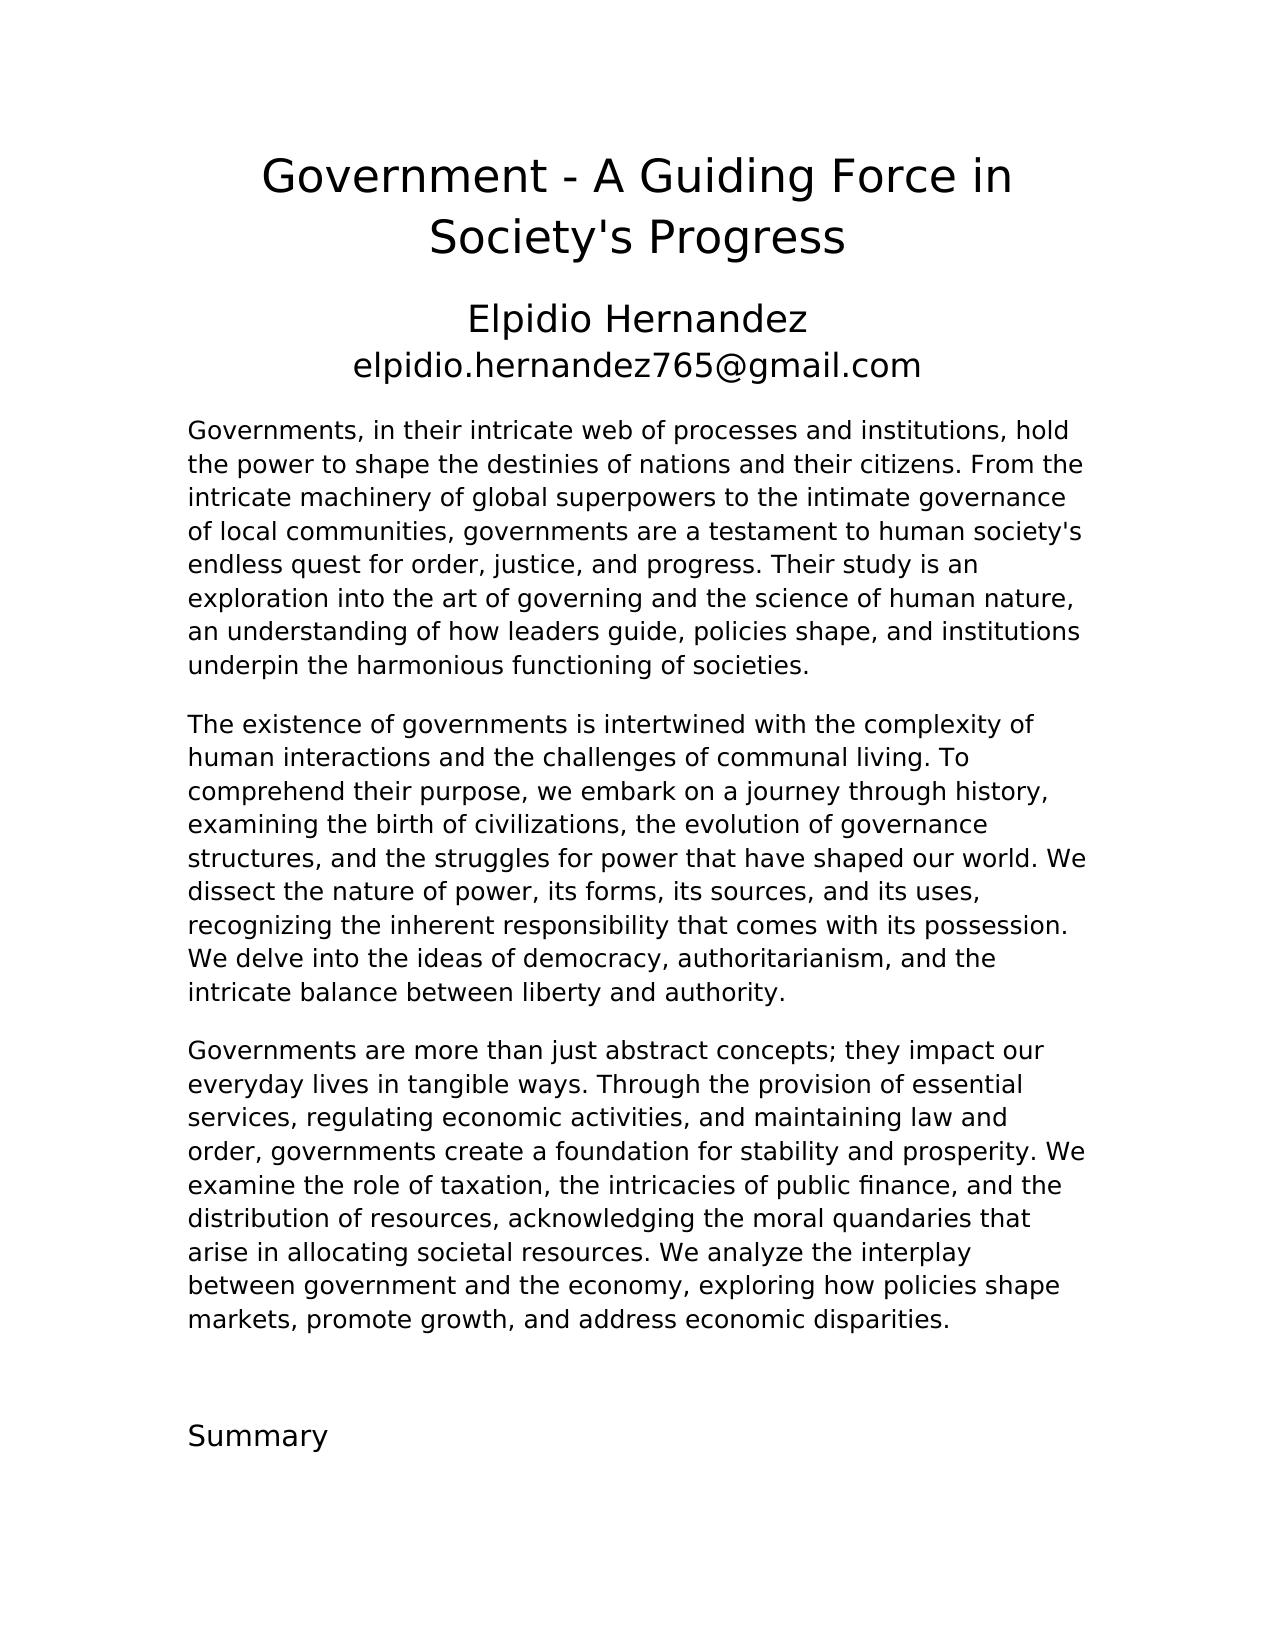 Government - A Guiding Force in
Society's Progress
Elpidio Hernandez
elpidio.hernandez765@gmail.com
Governments, in their intricate web of processes and institutions, hold
the power to shape the destinies of nations and their citizens. From the
intricate machinery of global superpowers to the intimate governance
of local communities, governments are a testament to human society's
endless quest for order, justice, and progress. Their study is an
exploration into the art of governing and the science of human nature,
an understanding of how leaders guide, policies shape, and institutions
underpin the harmonious functioning of societies.
The existence of governments is intertwined with the complexity of
human interactions and the challenges of communal living. To
comprehend their purpose, we embark on a journey through history,
examining the birth of civilizations, the evolution of governance
structures, and the struggles for power that have shaped our world. We
dissect the nature of power, its forms, its sources, and its uses,
recognizing the inherent responsibility that comes with its possession.
We delve into the ideas of democracy, authoritarianism, and the
intricate balance between liberty and authority.
Governments are more than just abstract concepts; they impact our
everyday lives in tangible ways. Through the provision of essential
services, regulating economic activities, and maintaining law and
order, governments create a foundation for stability and prosperity. We
examine the role of taxation, the intricacies of public finance, and the
distribution of resources, acknowledging the moral quandaries that
arise in allocating societal resources. We analyze the interplay
between government and the economy, exploring how policies shape
markets, promote growth, and address economic disparities.
Summary